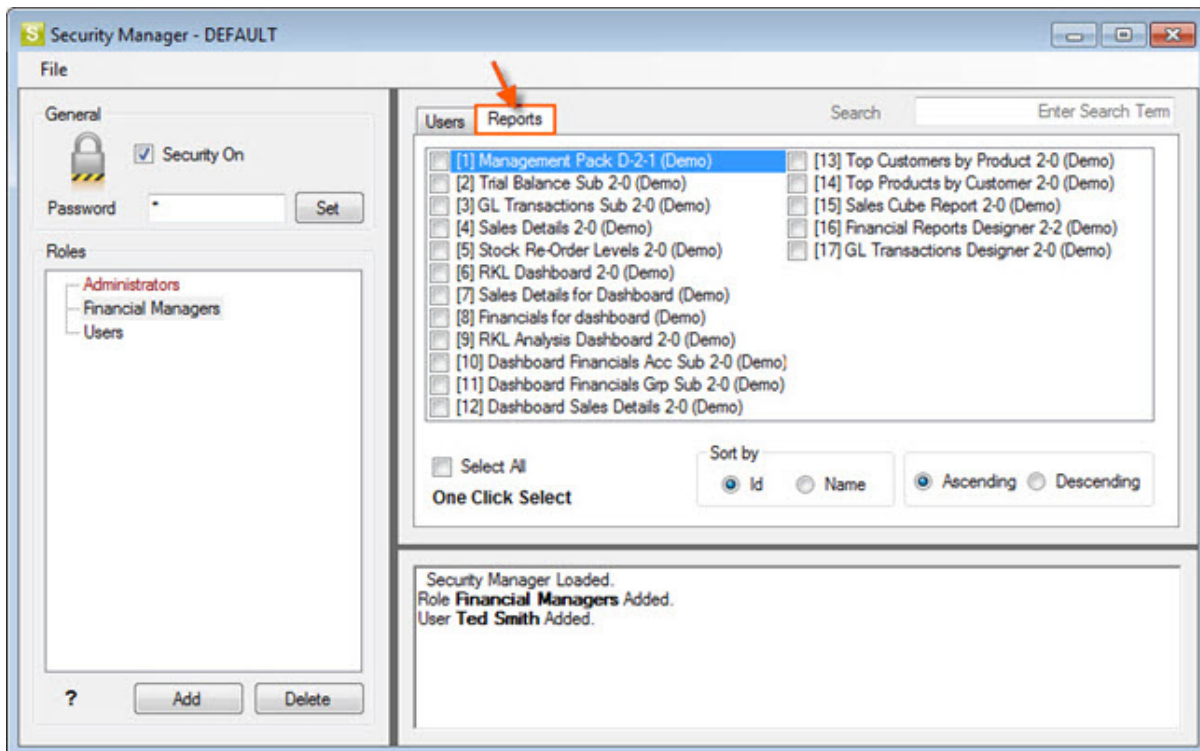 Security Manager - DEFAULT
File
General
Security On
Password * Set
Roles
Administrators
Financial Managers
Users
? Add Delete
Users Reports Search Enter Search Term
[1] Management Pack D-2-1 (Demo)
[2] Trial Balance Sub 2-0 (Demo)
[3] GL Transactions Sub 2-0 (Demo)
[4] Sales Details 2-0 (Demo)
[5] Stock Re-Order Levels 2-0 (Demo)
[6] RKL Dashboard 2-0 (Demo)
[7] Sales Details for Dashboard (Demo)
[8] Financials for dashboard (Demo)
[9] RKL Analysis Dashboard 2-0 (Demo)
[10] Dashboard Financials Acc Sub 2-0 (Demo)
[11] Dashboard Financials Grp Sub 2-0 (Demo)
[12] Dashboard Sales Details 2-0 (Demo)
[13] Top Customers by Product 2-0 (Demo)
[14] Top Products by Customer 2-0 (Demo)
[15] Sales Cube Report 2-0 (Demo)
[16] Financial Reports Designer 2-2 (Demo)
[17] GL Transactions Designer 2-0 (Demo)
Select All
One Click Select
Sort by
Id Name
Ascending Descending
Security Manager Loaded.
Role Financial Managers Added.
User Ted Smith Added.